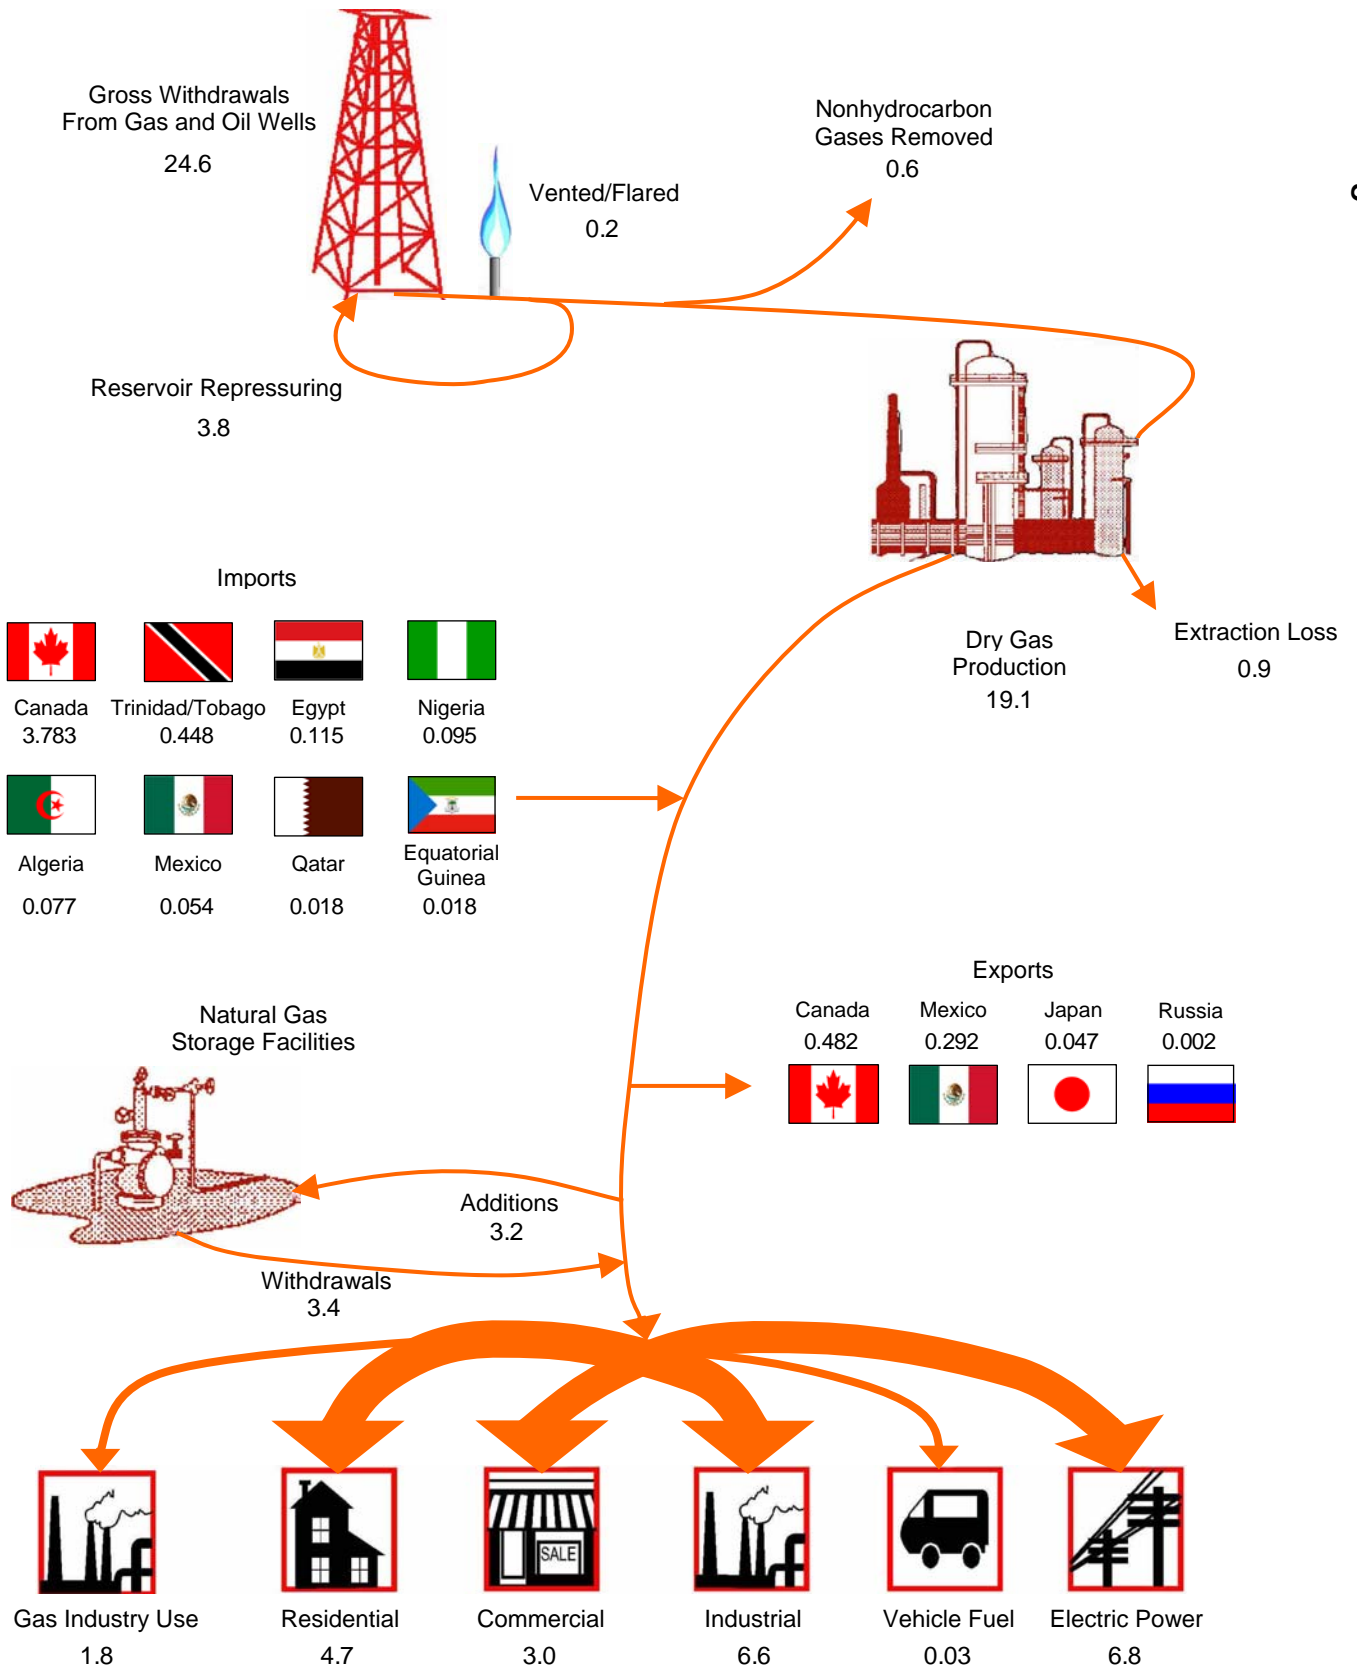 Gross Withdrawals
From Gas and Oil Wells
24.6
Vented/Flared
0.2
Nonhydrocarbon
Gases Removed
0.6
Reservoir Repressuring
3.8
Imports
Canada Trinidad/Tobago Egypt Nigeria
3.783 0.448 0.115 0.095
Algeria Mexico Qatar Equatorial
Guinea
0.077 0.054 0.018 0.018
Dry Gas
Production
19.1
Extraction Loss
0.9
Exports
Canada Mexico Japan Russia
0.482 0.292 0.047 0.002
Natural Gas
Storage Facilities
Additions
3.2
Withdrawals
3.4
SALE
Gas Industry Use Residential Commercial Industrial Vehicle Fuel Electric Power
1.8 4.7 3.0 6.6 0.03 6.8